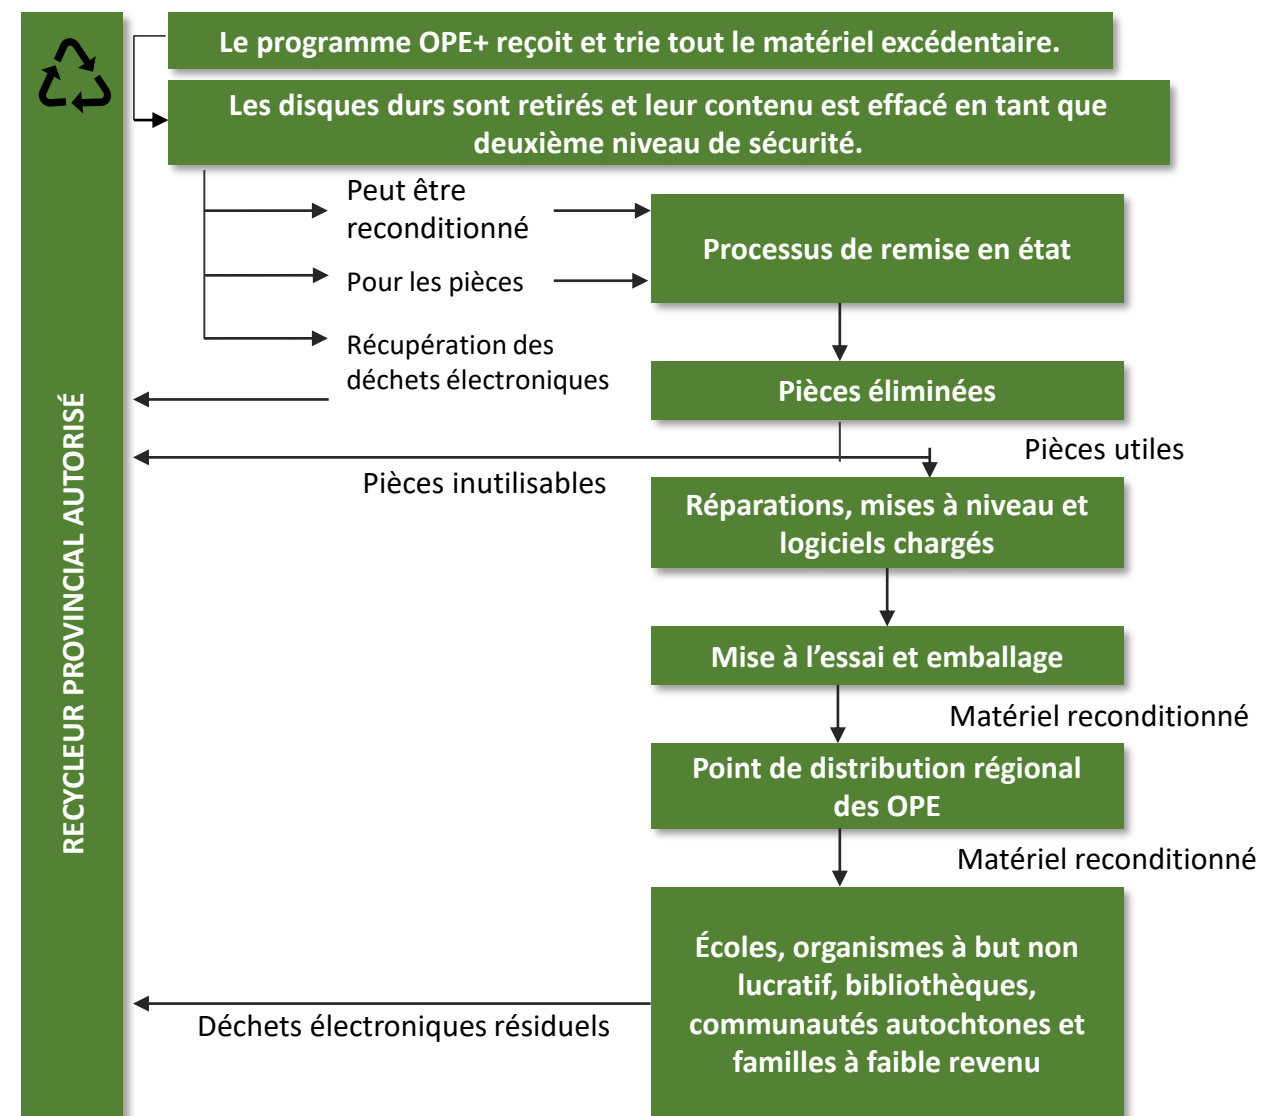 Le programme OPE+ reçoit et trie tout le matériel excédentaire.
Les disques durs sont retirés et leur contenu est effacé en tant que
deuxième niveau de sécurité.
Peut être
reconditionné
Processus de remise en état
Pour les pièces
Récupération des
déchets électroniques
Pièces éliminées
Pièces utiles
Pièces inutilisables
Réparations, mises à niveau et
logiciels chargés
Mise à l’essai et emballage
Matériel reconditionné
Point de distribution régional
des OPE
Matériel reconditionné
Écoles, organismes à but non
lucratif, bibliothèques,
communautés autochtones et
familles à faible revenu
Déchets électroniques résiduels
RECYCLEUR PROVINCIAL AUTORISÉ